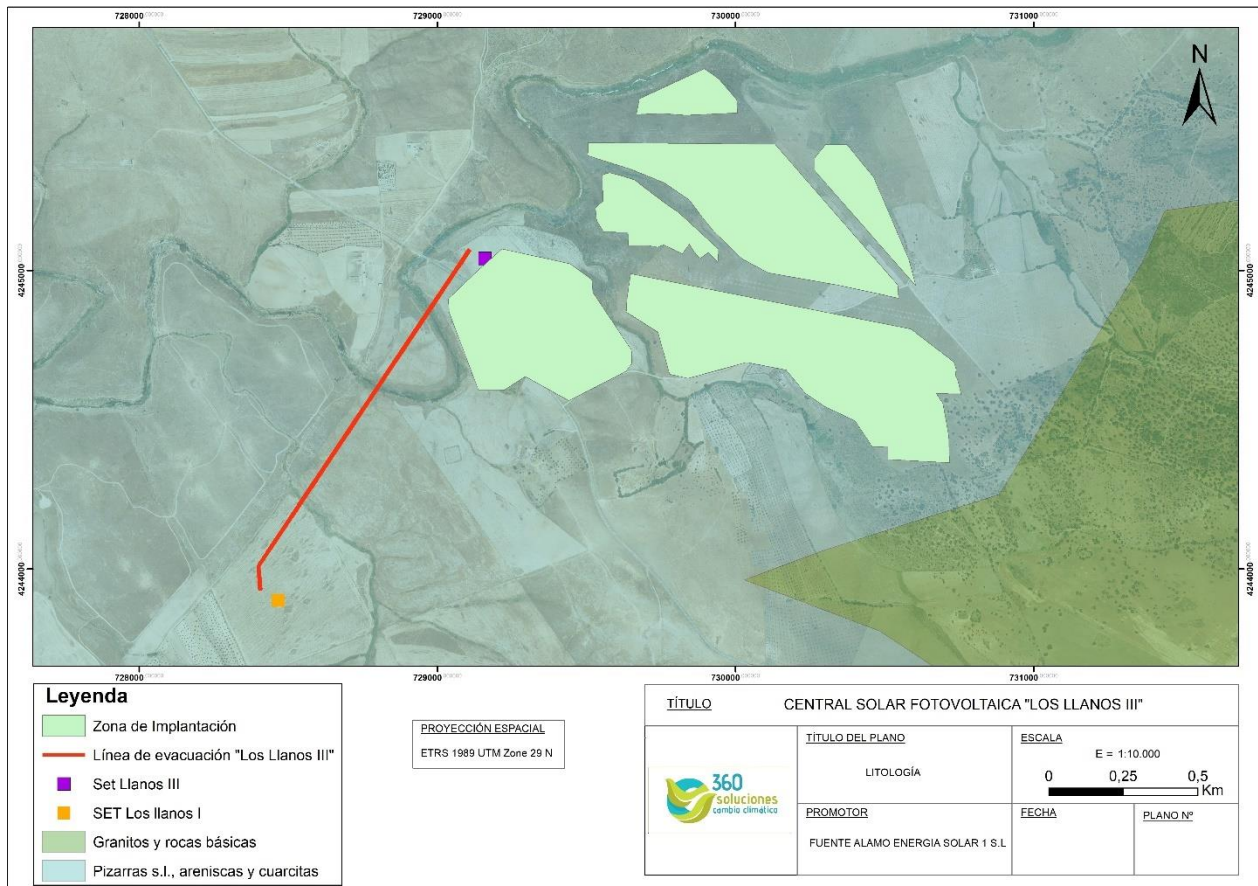 728000
729000
730000
731000
N
4245000
4245000
4244000
4244000
728000
729000
730000
731000
Leyenda
Zona de Implantación
Línea de evacuación "Los Llanos III"
Set Llanos III
SET Los llanos I
Granitos y rocas básicas
Pizarras s.l., areniscas y cuarcitas
PROYECCIÓN ESPACIAL
ETRS 1989 UTM Zone 29 N
TÍTULO
CENTRAL SOLAR FOTOVOLTAICA "LOS LLANOS III"
360
soluciones
cambio climático
TÍTULO DEL PLANO
LITOLOGÍA
ESCALA
E = 1:10.000
0 0,25 0,5
Km
PROMOTOR
FUENTE ALAMO ENERGIA SOLAR 1 S.L
FECHA
PLANO Nº